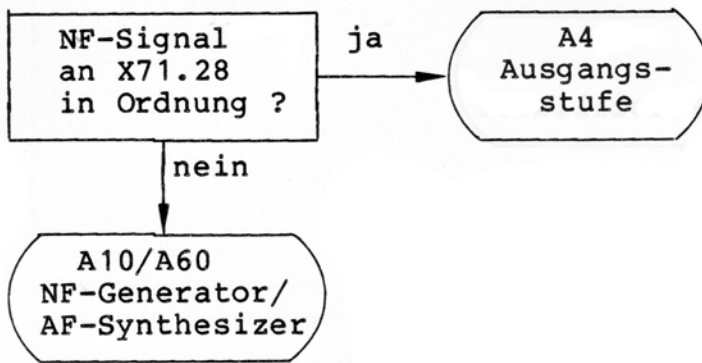 NF-Signal
an X71.28
in Ordnung ?
ja
A4
Ausgangs-
stufe
nein
A10/A60
NF-Generator/
AF-Synthesizer